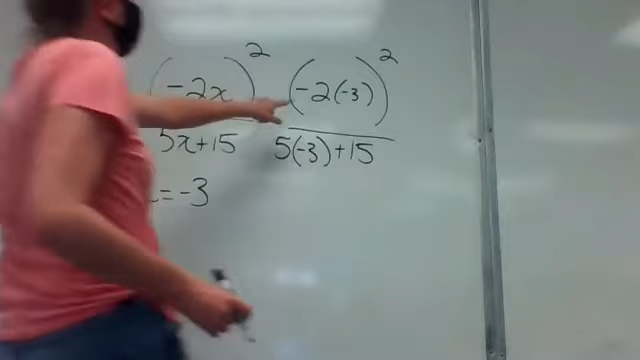 (-2x)² (-2(-3))²
5x+15 5(-3)+15
= -3